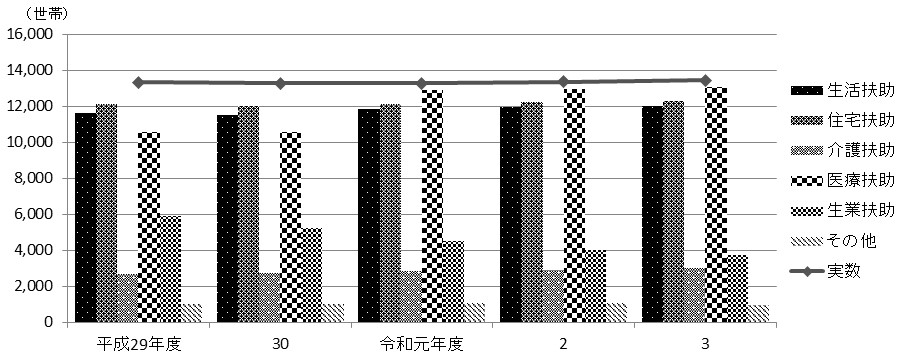 （世帯）
16,000
14,000
12,000
10,000
8,000
6,000
4,000
2,000
0
平成29年度 30 令和元年度 2 3
生活扶助
住宅扶助
介護扶助
医療扶助
生業扶助
その他
実数